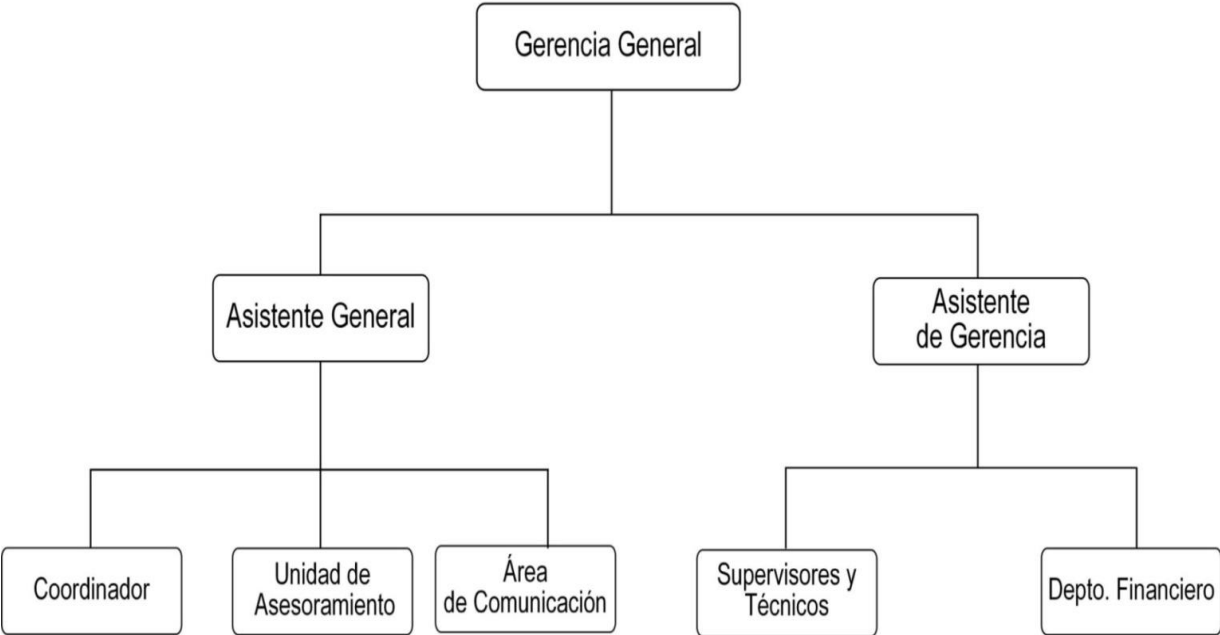 Gerencia General
Asistente General
Asistente
de Gerencia
Coordinador
Unidad de
Asesoramiento
Área
de Comunicación
Supervisores y
Técnicos
Depto. Financiero